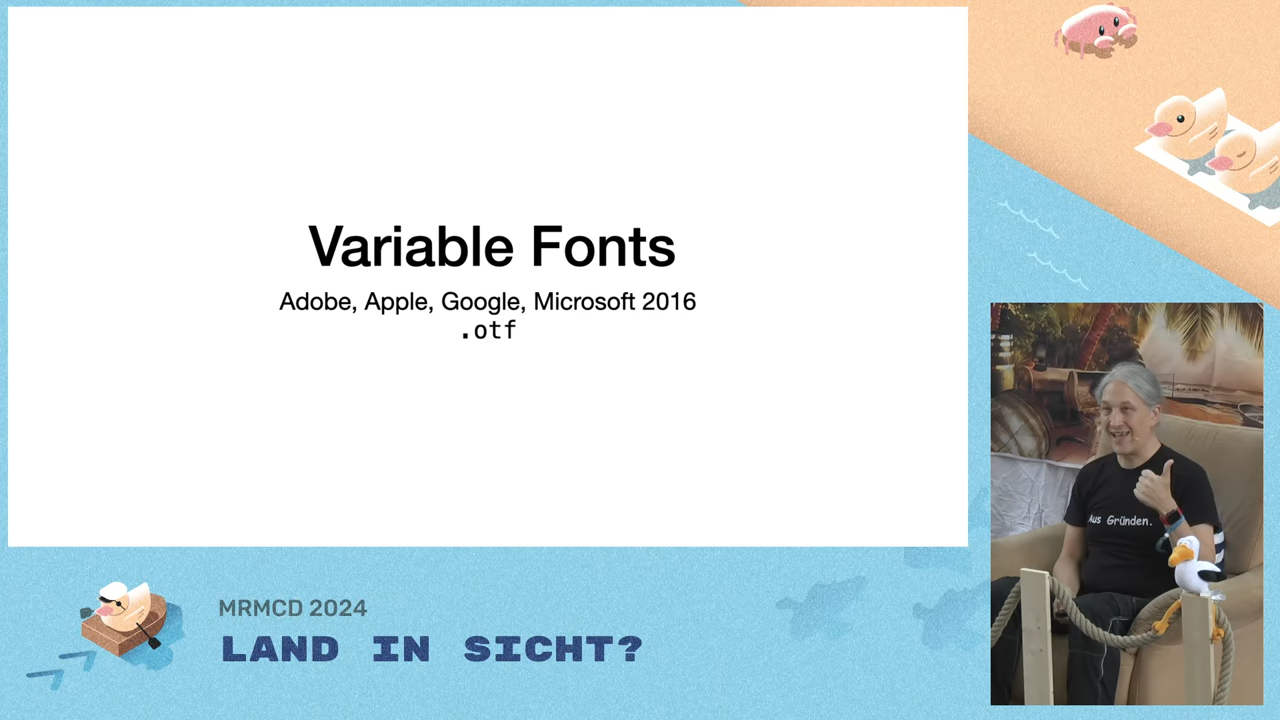 Variable Fonts
Adobe, Apple, Google, Microsoft 2016
.otf
Aus Gründen.
MRMCD 2024
LAND IN SICHT?